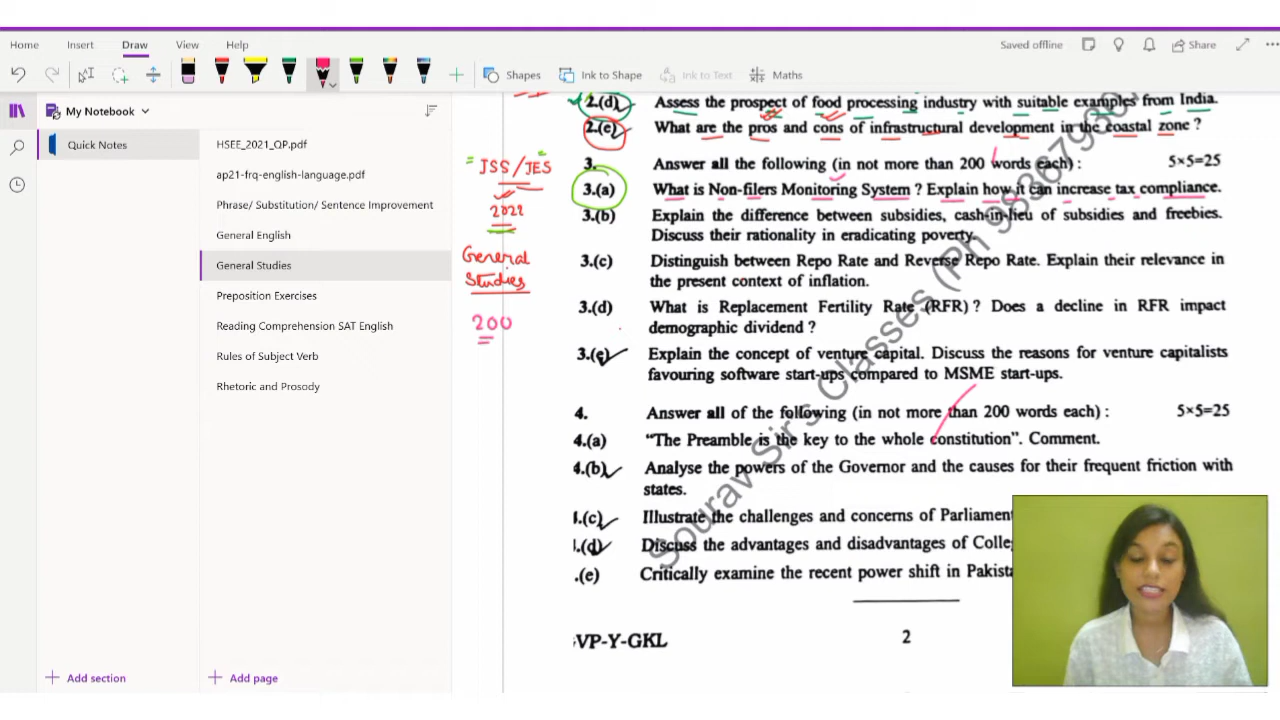 Home Insert Draw View Help Saved offline Share
Shapes Ink to Shape Ink to Text Maths
My Notebook
Quick Notes
HSEE_2021_QP.pdf
ap21-frq-english-language.pdf
Phrase/ Substitution/ Sentence Improvement
General English
General Studies
Preposition Exercises
Reading Comprehension SAT English
Rules of Subject Verb
Rhetoric and Prosody
Add section
Add page
ISS/IES
2022
General
Studies
200
2.(d) Assess the prospect of food processing industry with suitable examples from India.
2.(e) What are the pros and cons of infrastructural development in the coastal zone ?
3. Answer all the following (in not more than 200 words each) : 5×5=25
3.(a) What is Non-filers Monitoring System ? Explain how it can increase tax compliance.
3.(b) Explain the difference between subsidies, cash-in-lieu of subsidies and freebies.
Discuss their rationality in eradicating poverty.
3.(c) Distinguish between Repo Rate and Reverse Repo Rate. Explain their relevance in
the present context of inflation.
3.(d) What is Replacement Fertility Rate (RFR) ? Does a decline in RFR impact
demographic dividend ?
3.(e) Explain the concept of venture capital. Discuss the reasons for venture capitalists
favouring software start-ups compared to MSME start-ups.
4. Answer all of the following (in not more than 200 words each) : 5×5=25
4.(a) “The Preamble is the key to the whole constitution”. Comment.
4.(b) Analyse the powers of the Governor and the causes for their frequent friction with
states.
.(c) Illustrate the challenges and concerns of Parliament
.(d) Discuss the advantages and disadvantages of Colle
.(e) Critically examine the recent power shift in Pakista
VP-Y-GKL 2
Sourav Sir's Classes (Ph 98367930